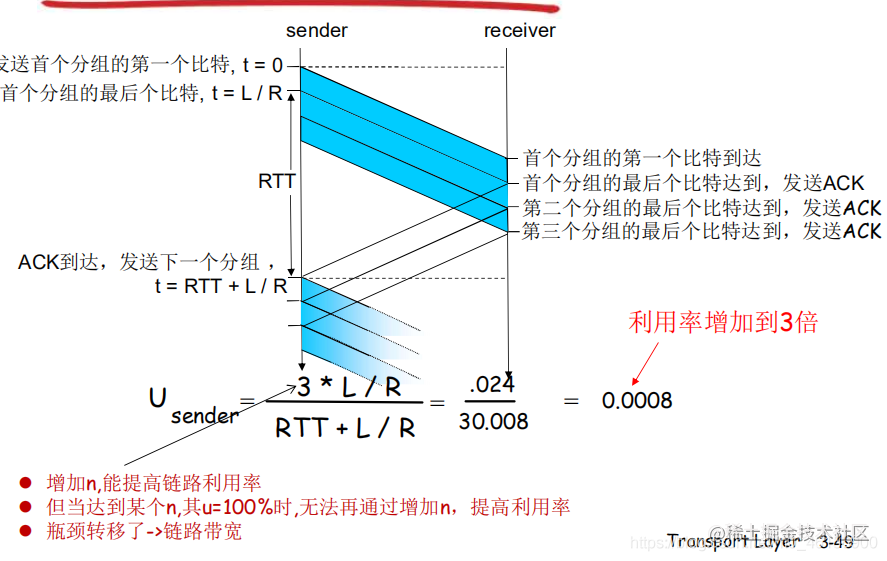 sender
receiver
发送首个分组的第一个比特, t = 0
首个分组的最后个比特, t = L / R
RTT
首个分组的第一个比特到达
首个分组的最后个比特达到，发送ACK
第二个分组的最后个比特达到，发送ACK
第三个分组的最后个比特达到，发送ACK
ACK到达，发送下一个分组 ，
t = RTT + L / R
利用率增加到3倍
U sender = 3 * L / R / RTT + L / R = .024 / 30.008 = 0.0008
增加n,能提高链路利用率
但当达到某个n,其u=100%时,无法再通过增加n，提高利用率
瓶颈转移了->链路带宽
@稀土掘金技术社区
Transport Layer 3-49